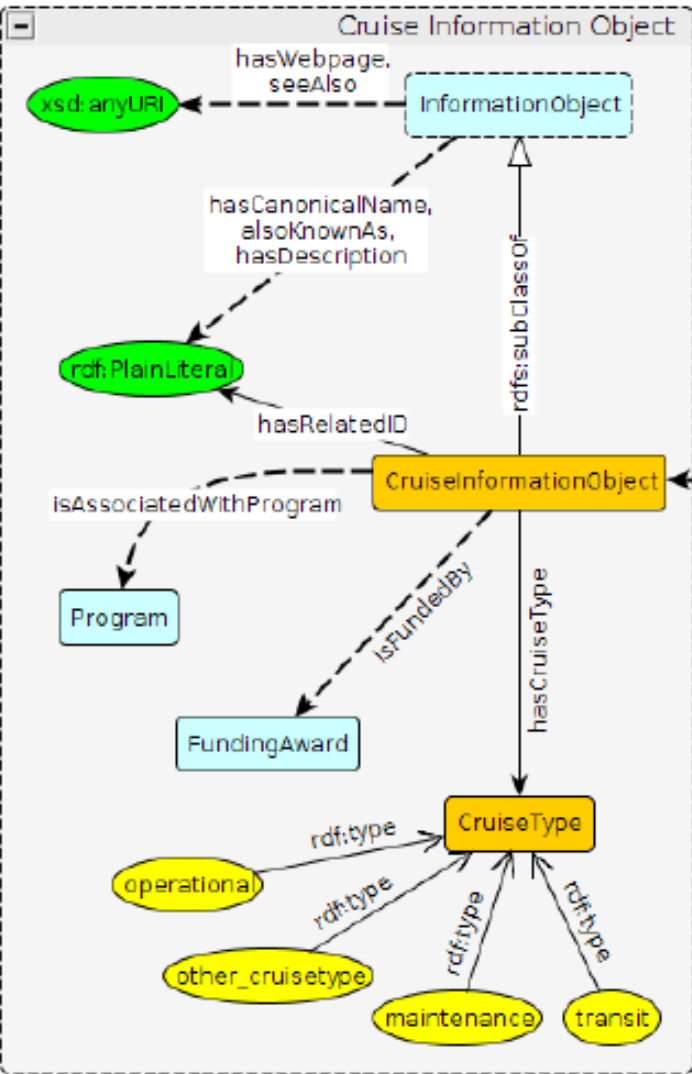 Cruise Information Object
hasWebpage,
seeAlso
xsd:anyURI
InformationObject
hasCanonicalName,
alsoKnownAs,
hasDescription
rdfs:subClassOf
rdf:PlainLiteral
hasRelatedID
CruiseInformationObject
isAssociatedWithProgram
Program
isFundedBy
hasCruiseType
FundingAward
CruiseType
rdf:type
operational
rdf:type
rdf:type
rdf:type
other_cruisetype
maintenance
transit